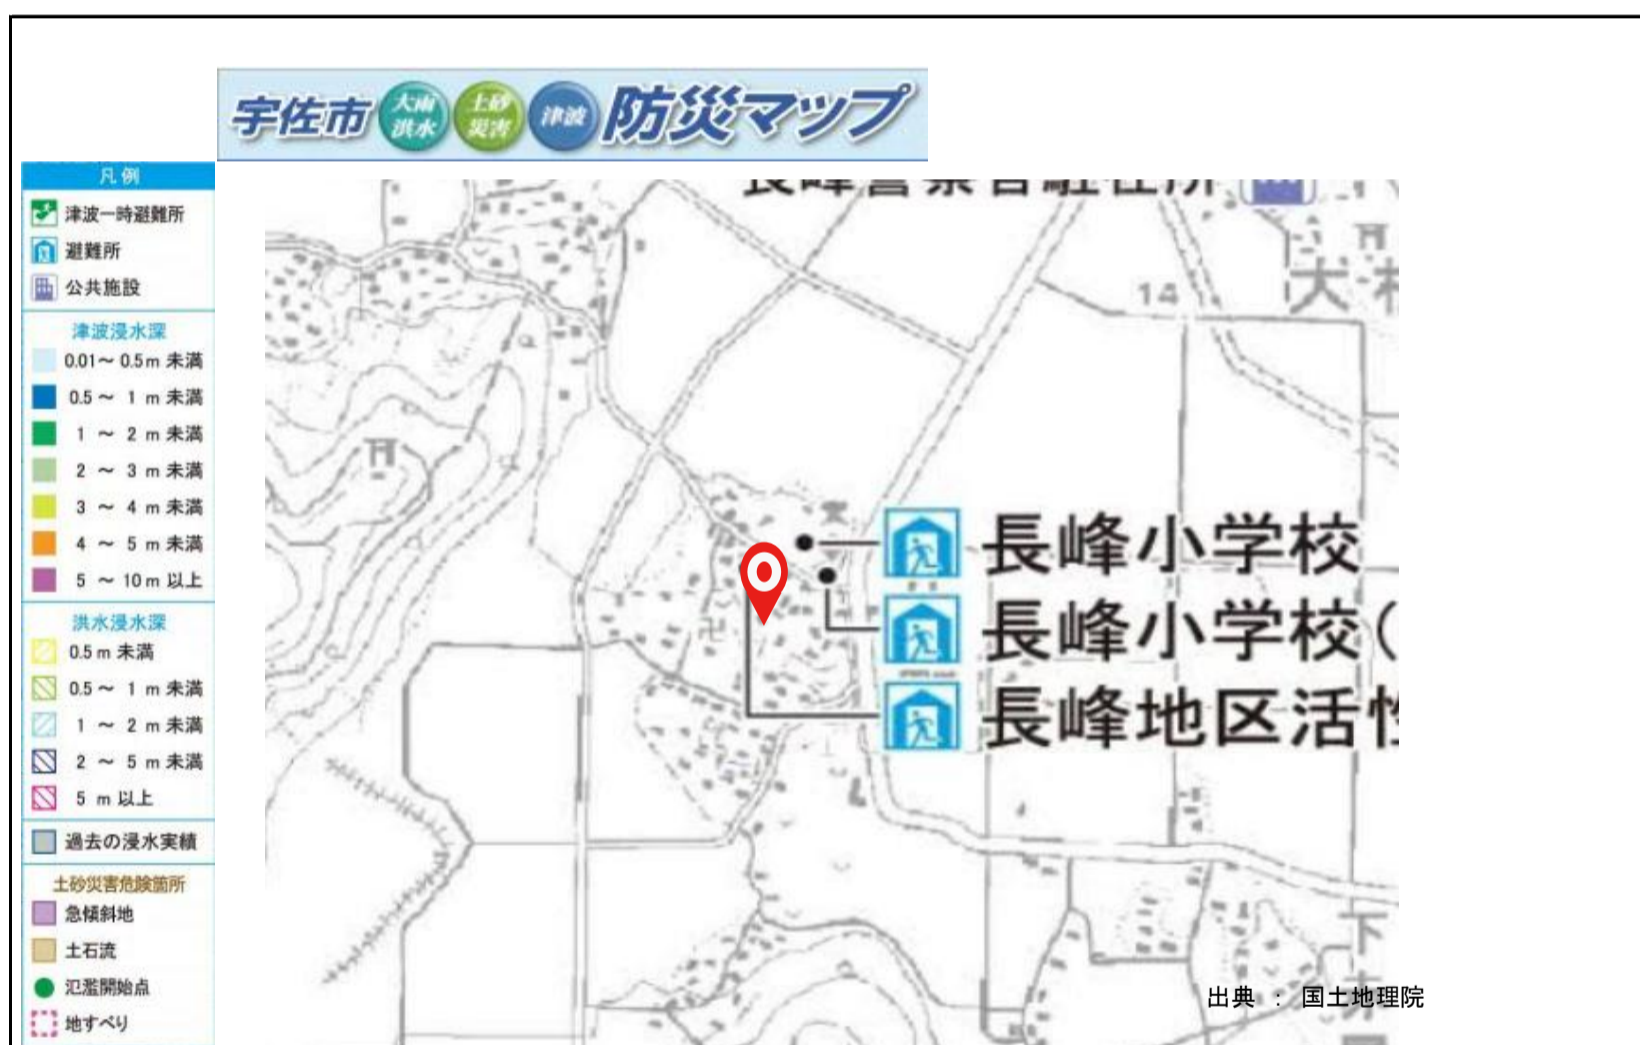 宇佐市 大雨洪水 土砂災害 津波 防災マップ
凡例
津波一時避難所
避難所
公共施設
津波浸水深
0.01～0.5m 未満
0.5～ 1 m 未満
1 ～ 2 m 未満
2 ～ 3 m 未満
3 ～ 4 m 未満
4 ～ 5 m 未満
5 ～10m 以上
洪水浸水深
0.5m 未満
0.5～ 1 m 未満
1 ～ 2 m 未満
2 ～ 5 m 未満
5 m 以上
過去の浸水実績
土砂災害危険箇所
急傾斜地
土石流
氾濫開始点
地すべり
14
長峰小学校
長峰小学校(
長峰地区活性
下
出典 : 国土地理院